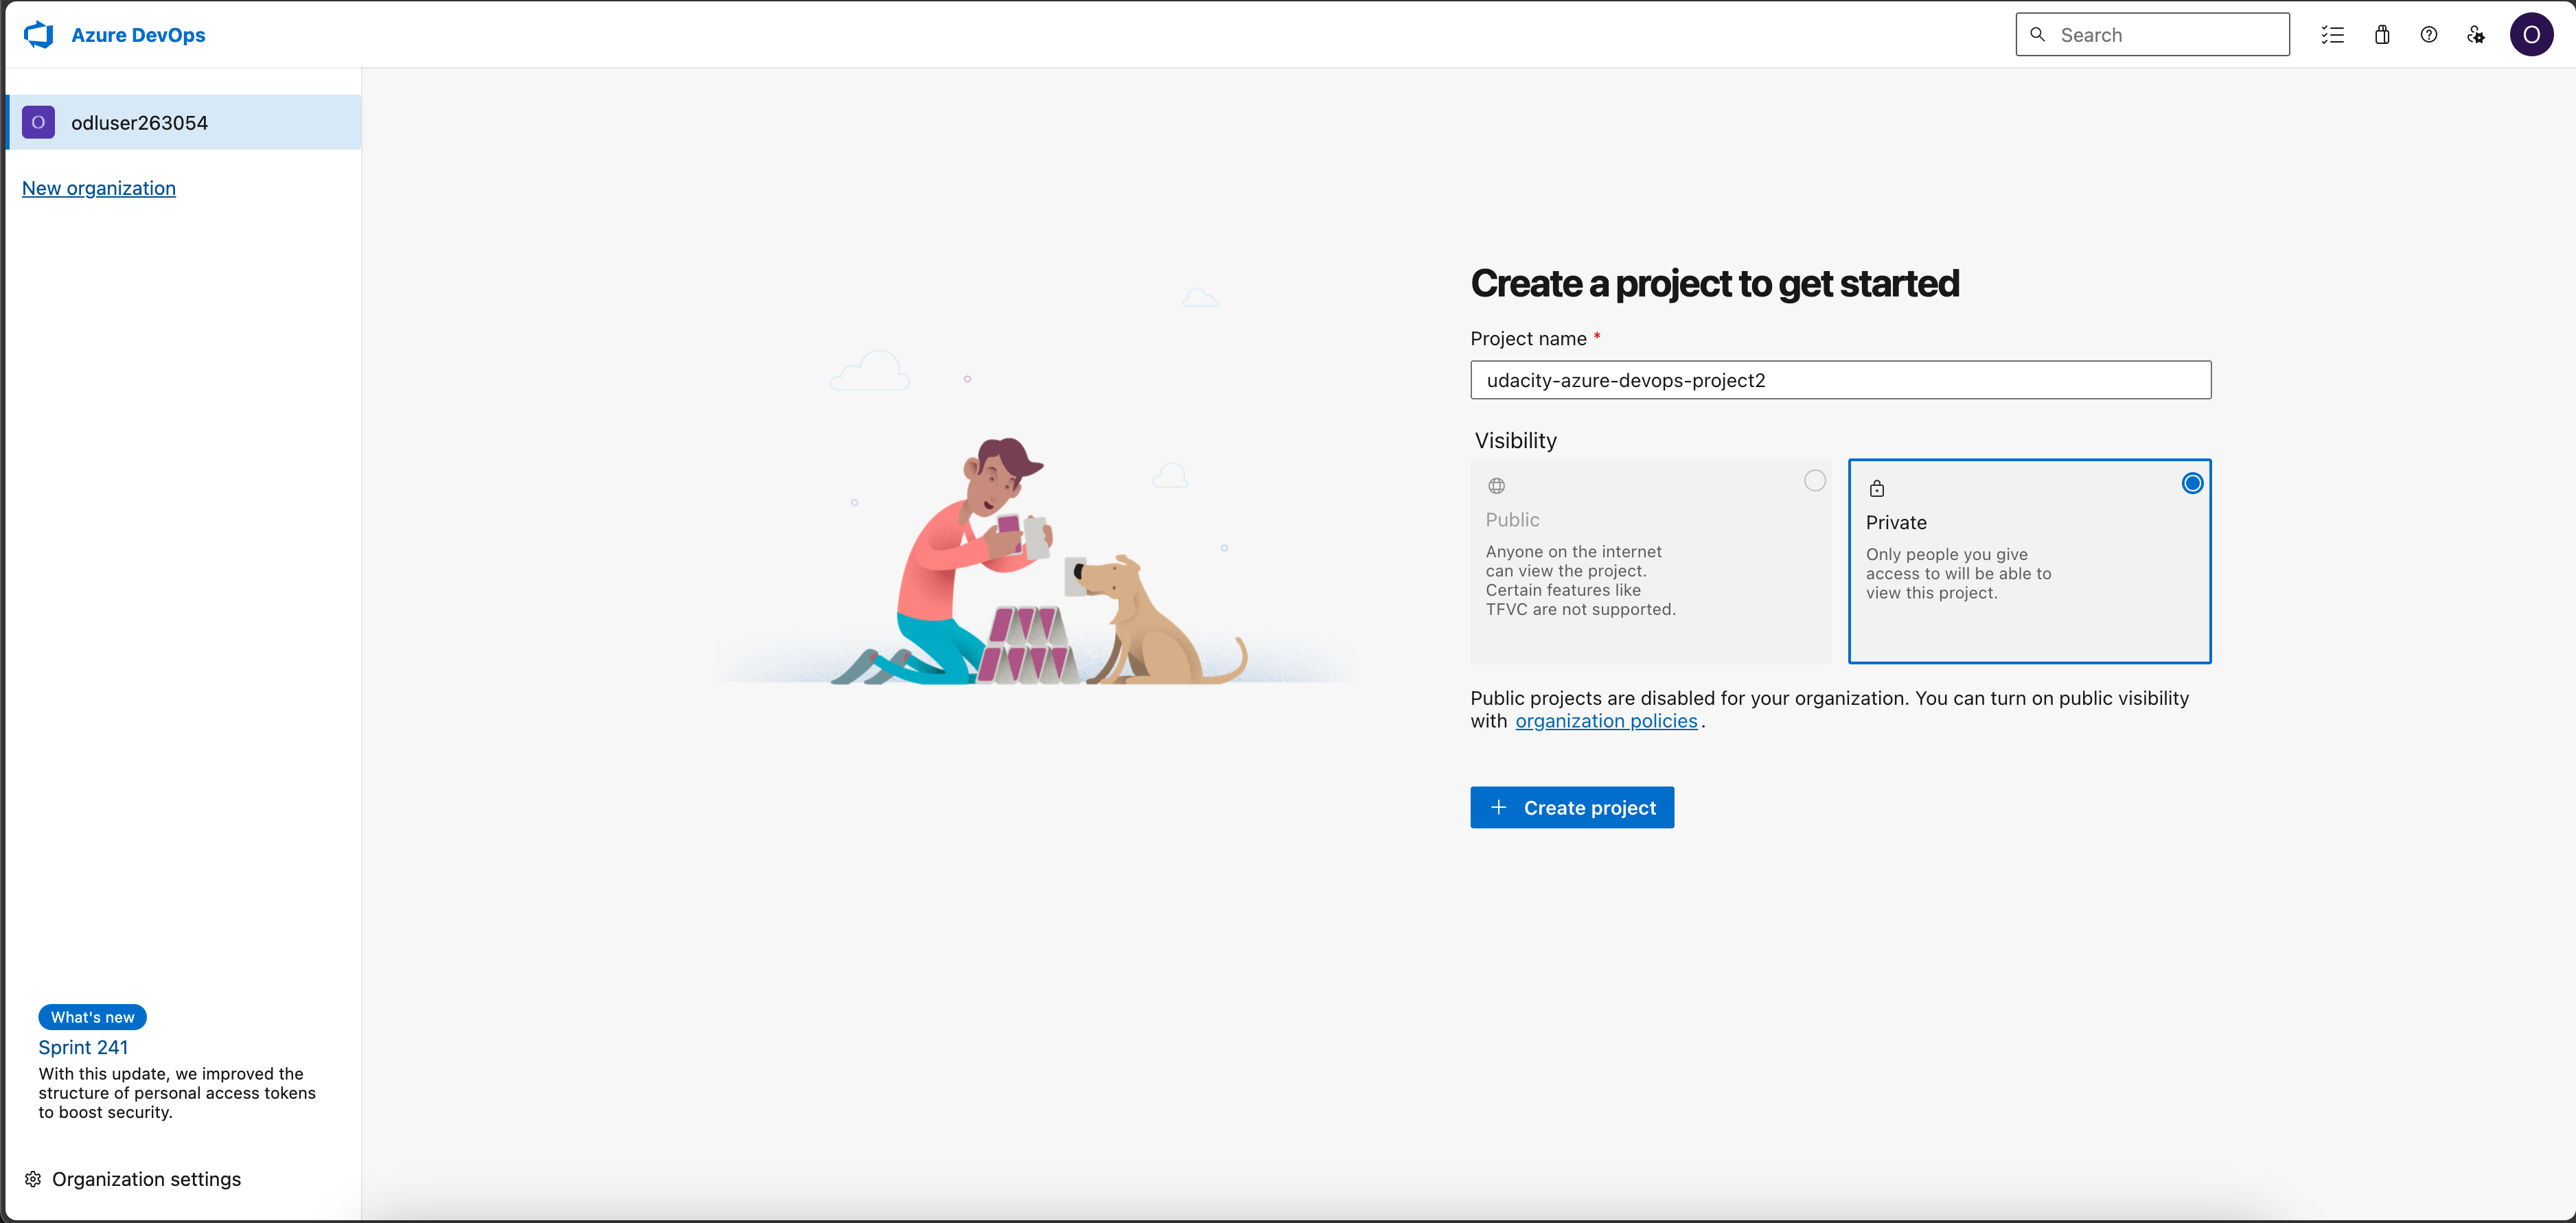 Azure DevOps
Search
O
O
odluser263054
New organization
Create a project to get started
Project name *
udacity-azure-devops-project2
Visibility
Public
Anyone on the internet
can view the project.
Certain features like
TFVC are not supported.
Private
Only people you give
access to will be able to
view this project.
Public projects are disabled for your organization. You can turn on public visibility
with organization policies.
+ Create project
What's new
Sprint 241
With this update, we improved the
structure of personal access tokens
to boost security.
Organization settings